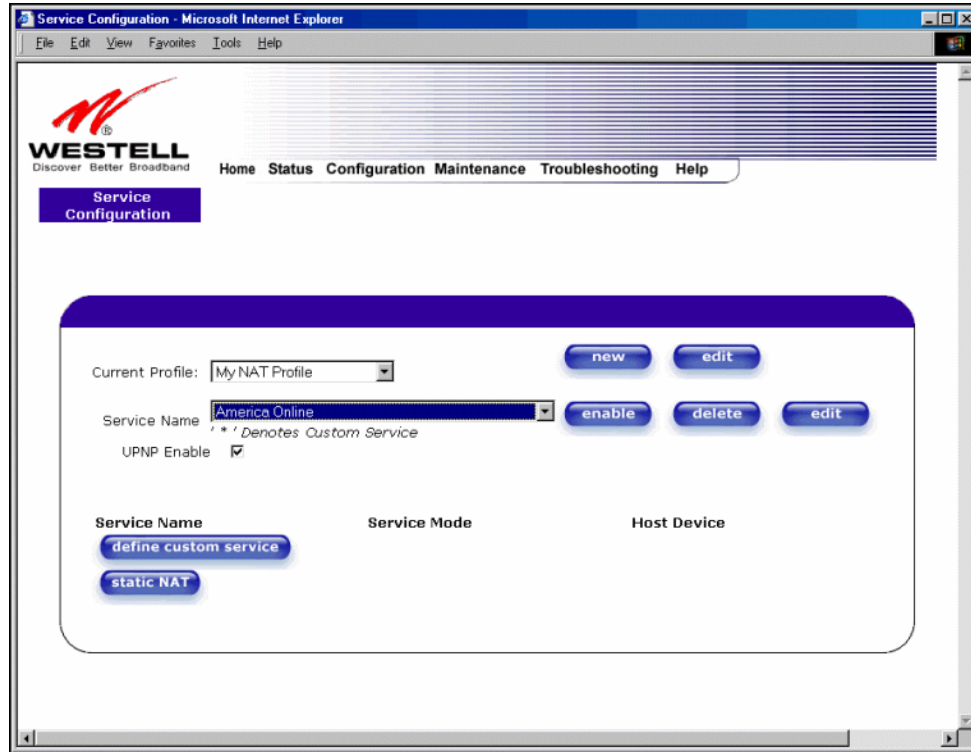 Service Configuration - Microsoft Internet Explorer
File Edit View Favorites Tools Help
®
WESTELL
Discover Better Broadband
Home Status Configuration Maintenance Troubleshooting Help
Service
Configuration
Current Profile: My NAT Profile new edit
Service Name America Online enable delete edit
' * ' Denotes Custom Service
UPNP Enable
Service Name Service Mode Host Device
define custom service
static NAT